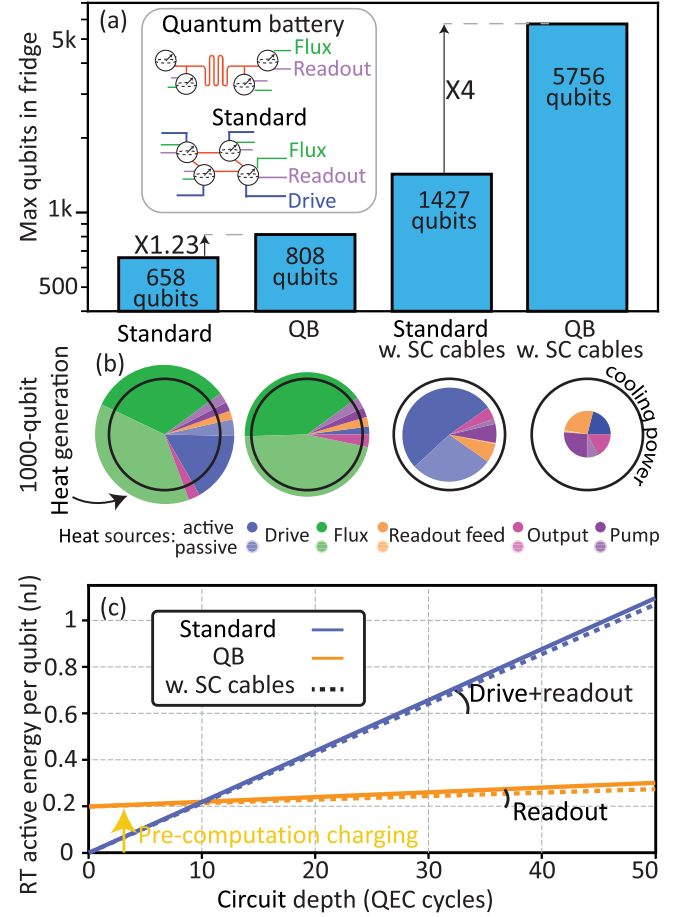 (a)
Quantum battery
Flux
Readout
Standard
Flux
Readout
Drive
Max qubits in fridge
5k
1k
500
X1.23
X4
658
qubits
808
qubits
1427
qubits
5756
qubits
Standard
QB
Standard
w. SC cables
QB
w. SC cables
(b)
1000-qubit
Heat generation
cooling power
Heat sources: active
passive
Drive
Flux
Readout feed
Output
Pump
(c)
RT active energy per qubit (nJ)
1
0.8
0.6
0.4
0.2
0
Standard
QB
w. SC cables
Drive+readout
Readout
Pre-computation charging
0
10
20
30
40
50
Circuit depth (QEC cycles)